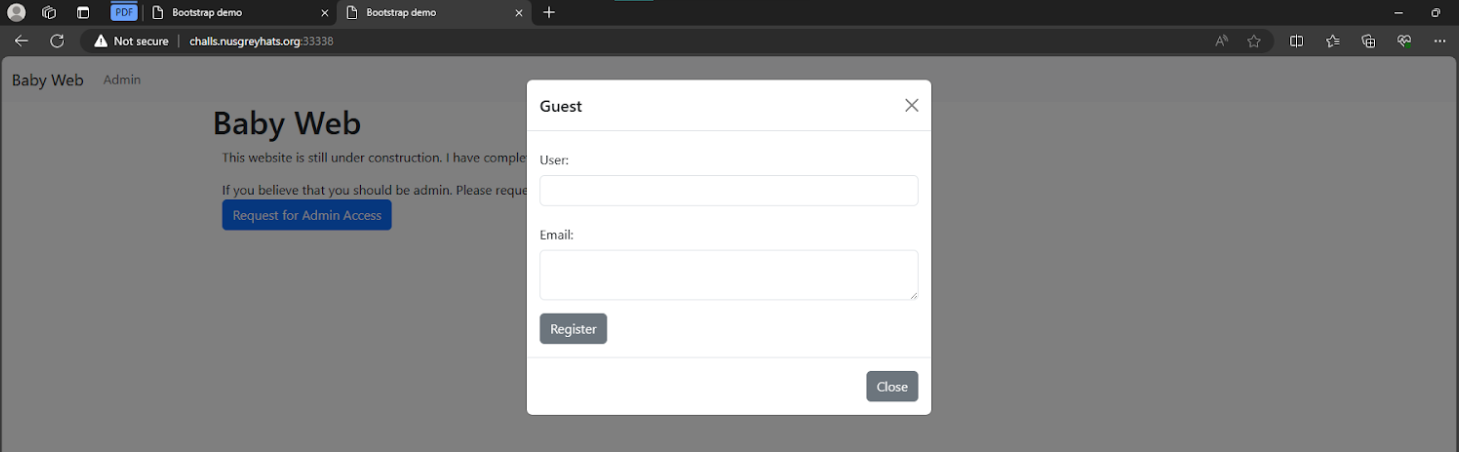 PDF
Bootstrap demo
Bootstrap demo
Not secure
challs.nusgreyhats.org:33338
Baby Web
Admin
Baby Web
This website is still under construction. I have comple
If you believe that you should be admin. Please reque
Request for Admin Access
Guest
User:
Email:
Register
Close